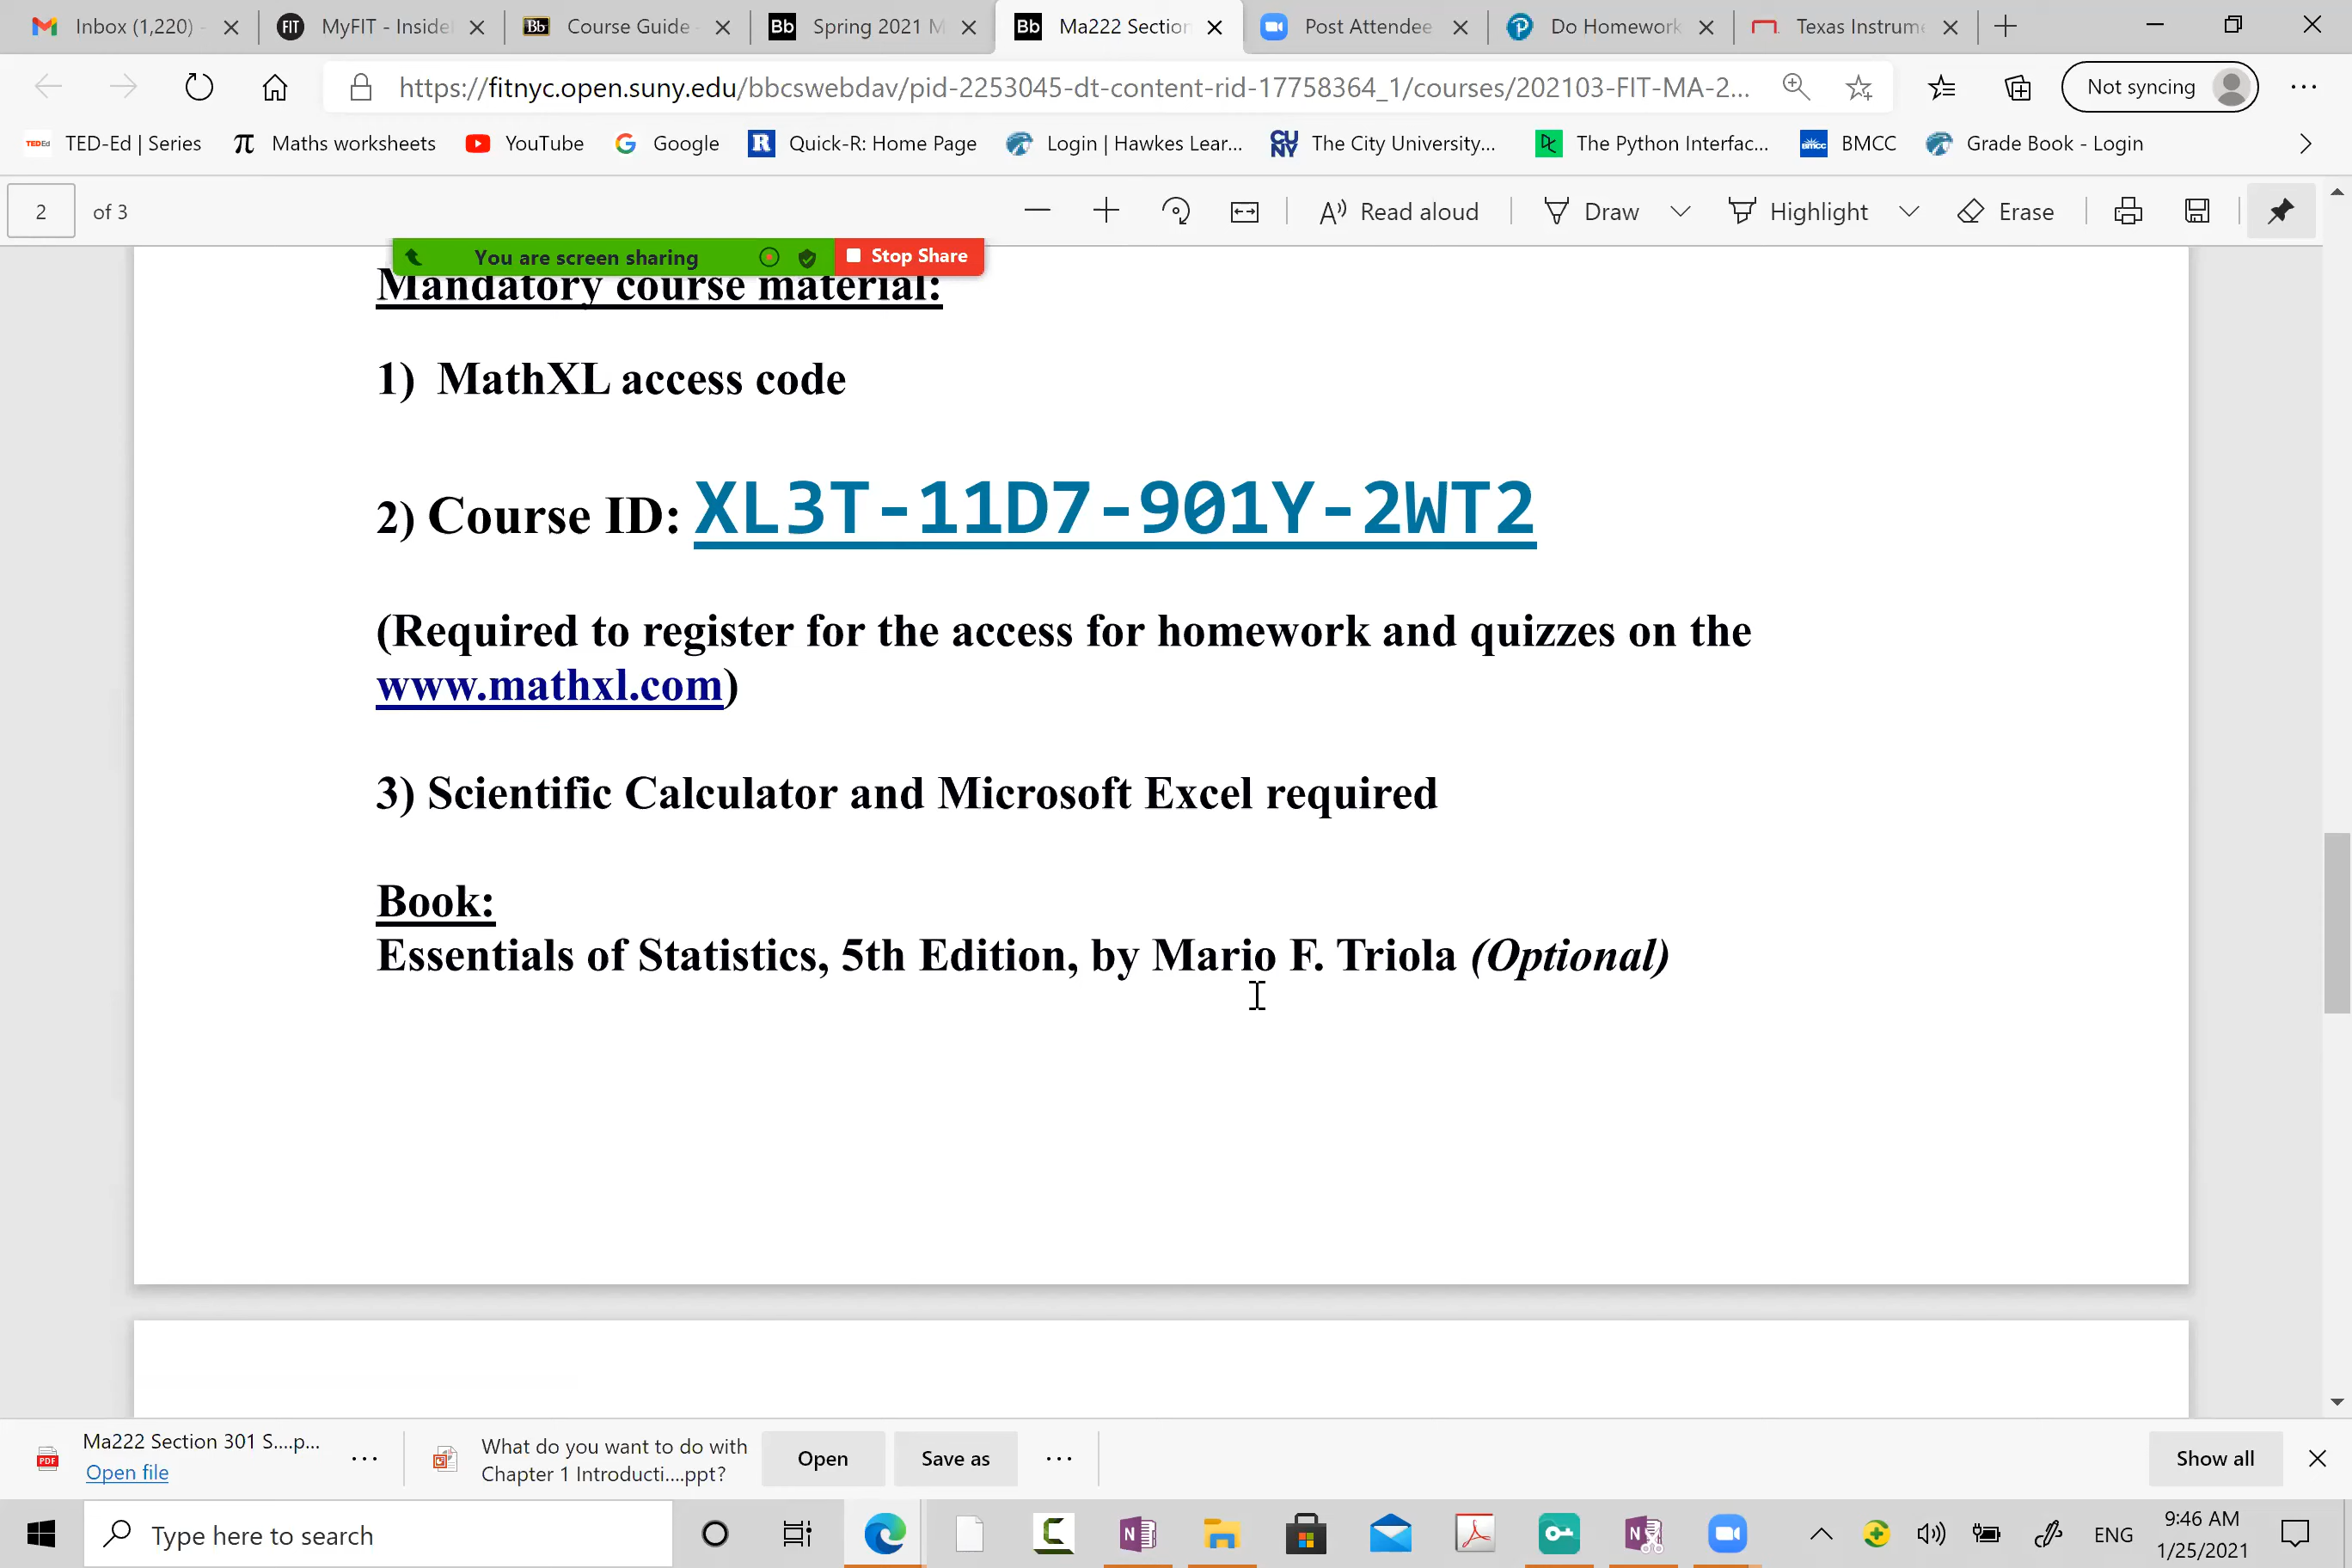 Inbox (1,220) -
FIT MyFIT - Inside
Bb Course Guide -
Bb Spring 2021 M
Bb Ma222 Section
Post Attendee
Do Homework
Texas Instrume
https://fitnyc.open.suny.edu/bbcswebdav/pid-2253045-dt-content-rid-17758364_1/courses/202103-FIT-MA-2...
Not syncing
TED-Ed | Series
Maths worksheets
YouTube
Google
Quick-R: Home Page
Login | Hawkes Lear...
The City University...
The Python Interfac...
BMCC
Grade Book - Login
2 of 3
Read aloud
Draw
Highlight
Erase
You are screen sharing
Stop Share
Mandatory course material:
1) MathXL access code
2) Course ID: XL3T-11D7-901Y-2WT2
(Required to register for the access for homework and quizzes on the
www.mathxl.com)
3) Scientific Calculator and Microsoft Excel required
Book:
Essentials of Statistics, 5th Edition, by Mario F. Triola (Optional)
Ma222 Section 301 S....p...
Open file
What do you want to do with
Chapter 1 Introducti....ppt?
Open
Save as
Show all
Type here to search
ENG
9:46 AM
1/25/2021